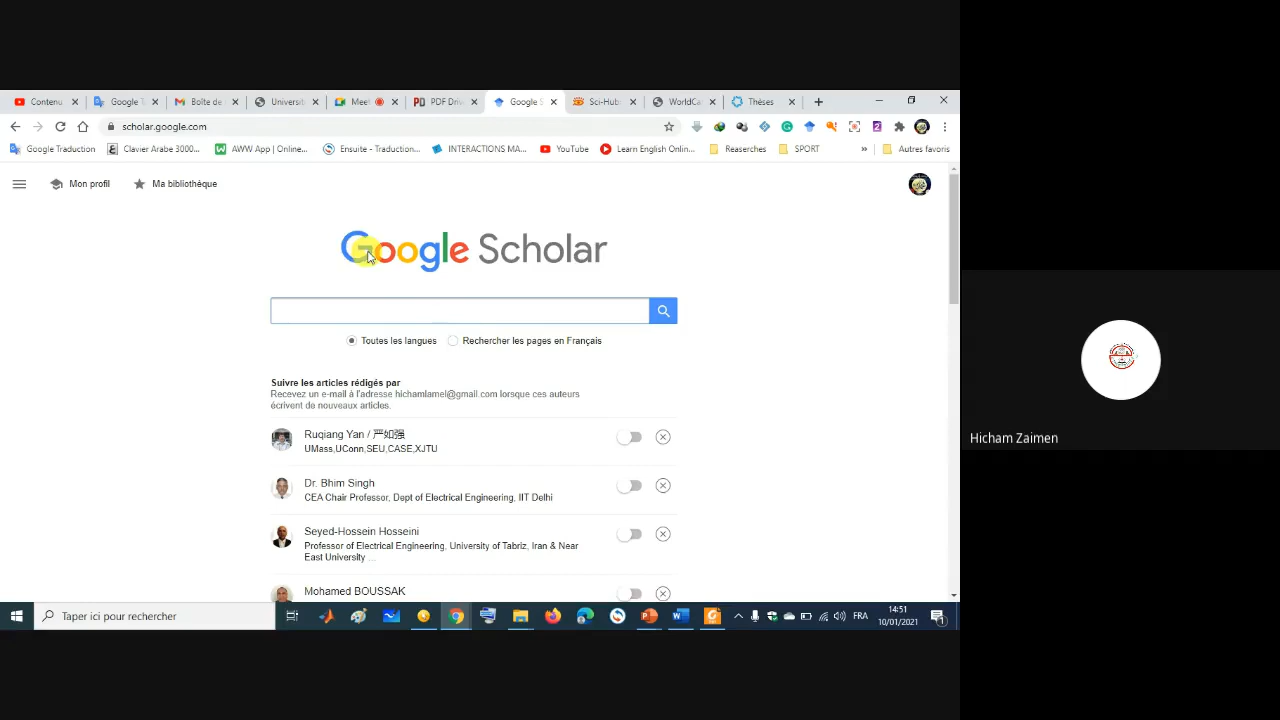 Contenu
Google T
Boîte de
Universit
Meet
PDF Driv
Google S
Sci-Hub
WorldCa
Thèses
scholar.google.com
Google Traduction
Clavier Arabe 3000...
AWW App | Online...
Ensuite - Traduction...
INTERACTIONS MA...
YouTube
Learn English Onlin...
Reaserches
SPORT
»
Autres favoris
Mon profil
Ma bibliothèque
Google Scholar
Toutes les langues
Rechercher les pages en Français
Suivre les articles rédigés par
Recevez un e-mail à l'adresse hichamlamel@gmail.com lorsque ces auteurs
écrivent de nouveaux articles.
Ruqiang Yan / 严如强
UMass,UConn,SEU,CASE,XJTU
Dr. Bhim Singh
CEA Chair Professor, Dept of Electrical Engineering, IIT Delhi
Seyed-Hossein Hosseini
Professor of Electrical Engineering, University of Tabriz, Iran & Near
East University ...
Mohamed BOUSSAK
Hicham Zaimen
Taper ici pour rechercher
FRA
14:51
10/01/2021
1